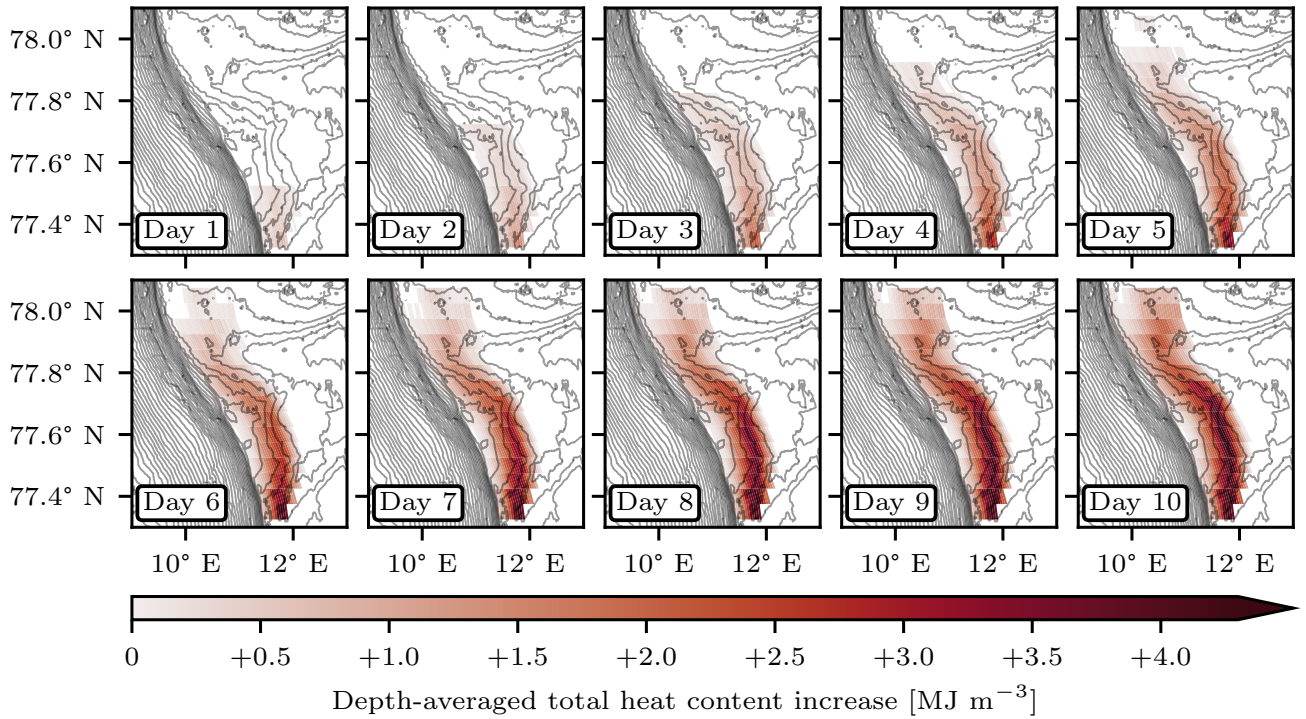 78.0° N
77.8° N
77.6° N
77.4° N
Day 1
Day 2
Day 3
Day 4
Day 5
78.0° N
77.8° N
77.6° N
77.4° N
Day 6
Day 7
Day 8
Day 9
Day 10
10° E 12° E 10° E 12° E 10° E 12° E 10° E 12° E 10° E 12° E
0 +0.5 +1.0 +1.5 +2.0 +2.5 +3.0 +3.5 +4.0
Depth-averaged total heat content increase [MJ m⁻³]